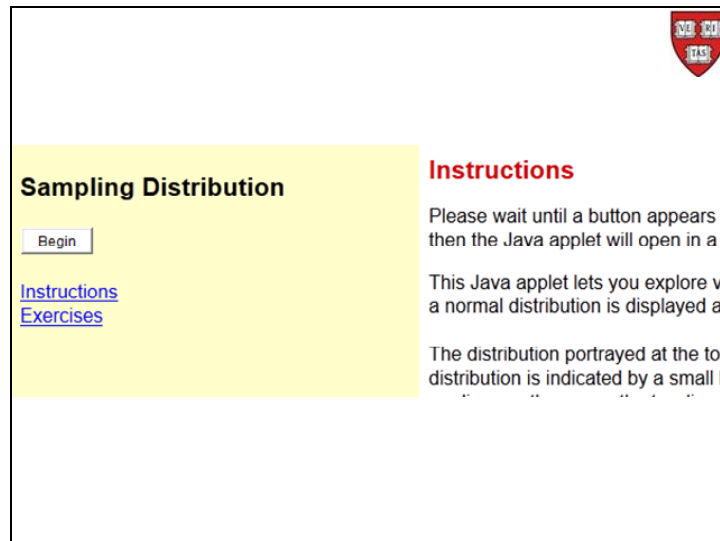 VE RI
TAS
Sampling Distribution
Begin
Instructions
Exercises
Instructions
Please wait until a button appears
then the Java applet will open in a
This Java applet lets you explore v
a normal distribution is displayed a
The distribution portrayed at the to
distribution is indicated by a small